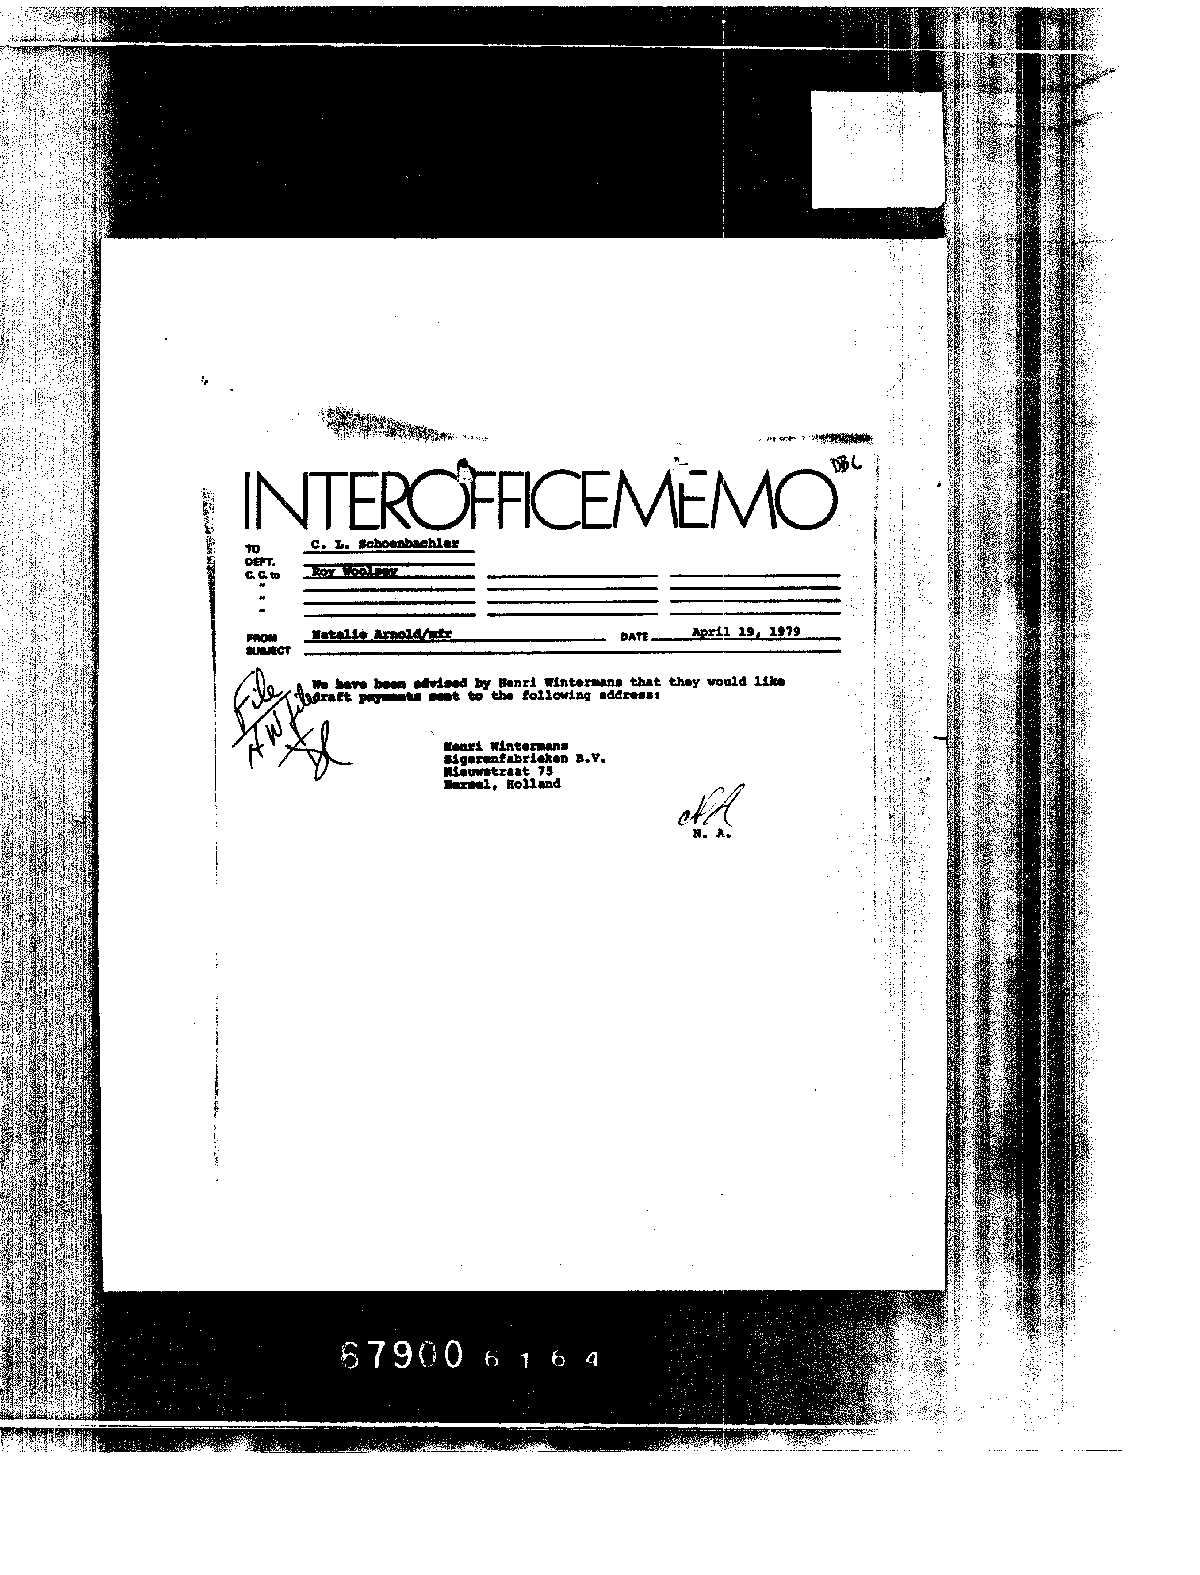 DBC
INTEROFFICEMEMO
TO C. L. Schoenbachler
DEPT.
C. C. to Roy Woolsey
"
"
"
FROM Natalie Arnold/mfr DATE April 19, 1979
SUBJECT
We have been advised by Henri Wintermans that they would like
draft payments sent to the following address:
File
HW file
Henri Wintermans
Sigarenfabrieken B.V.
Nieuwstraat 75
Eersel, Holland
N. A.
67900 6164